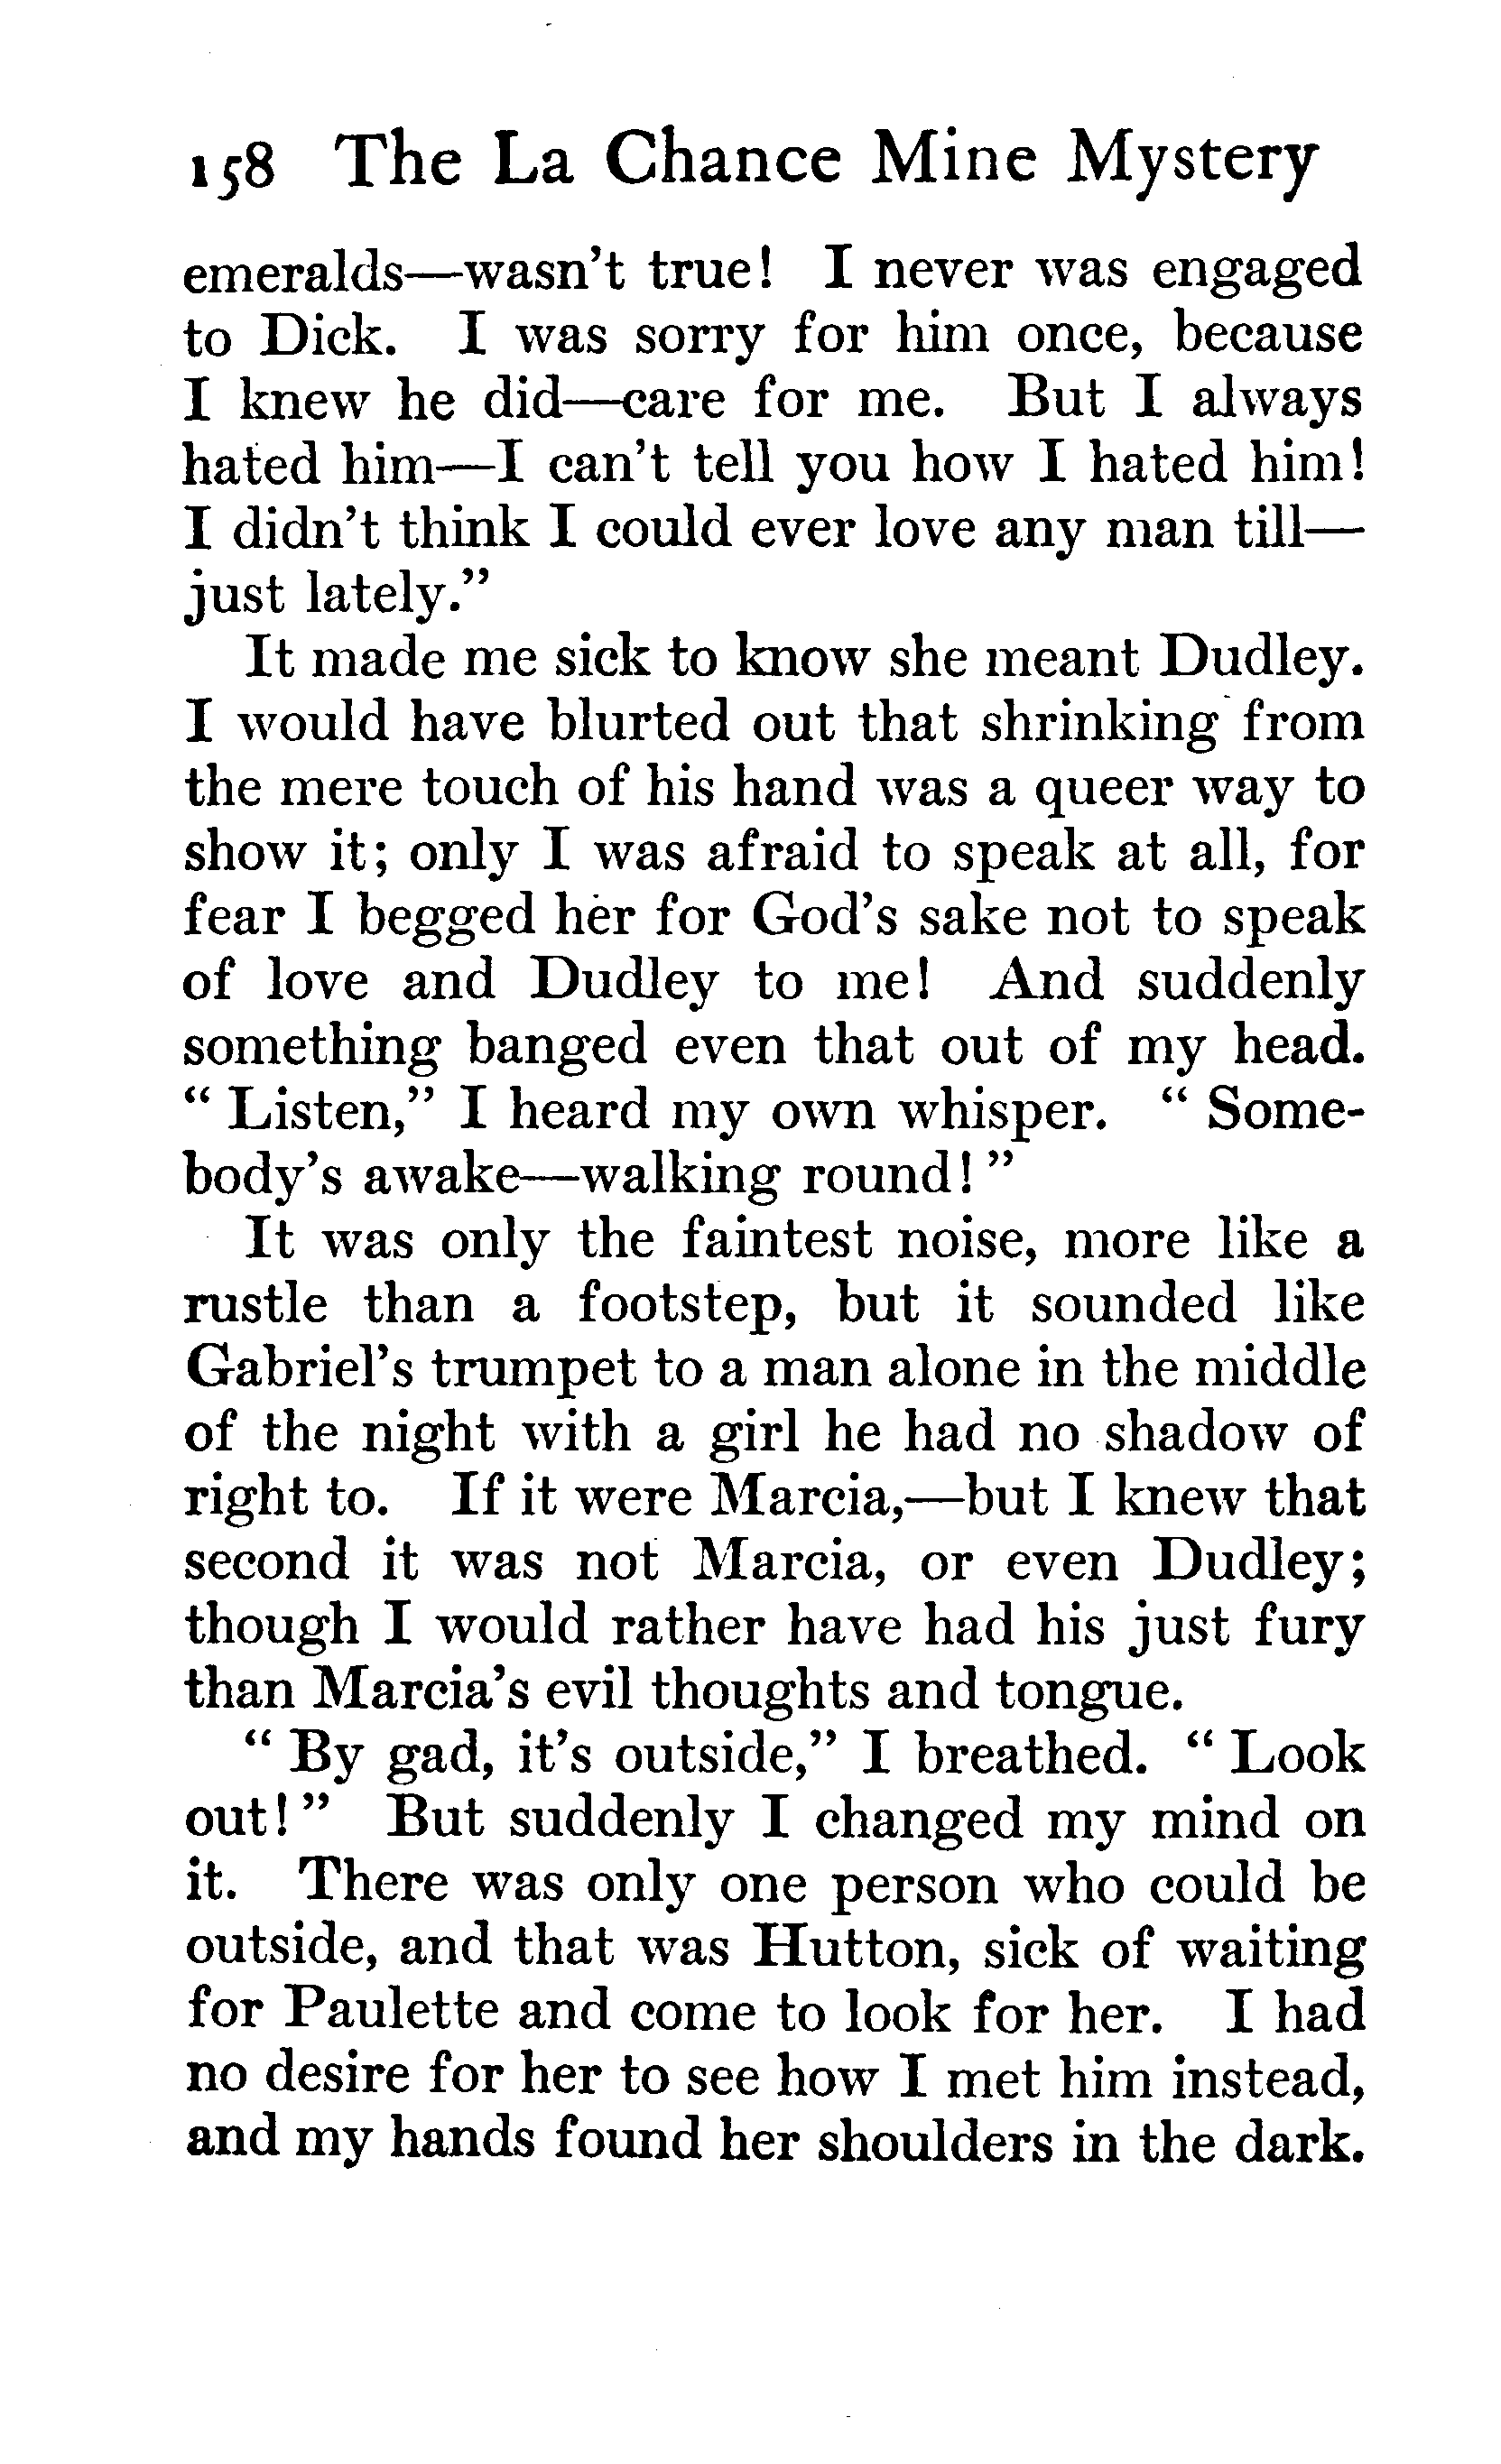 158 The La Chance Mine Mystery
emeralds—wasn't true! I never was engaged
to Dick. I was sorry for him once, because
I knew he did—care for me. But I always
hated him—I can't tell you how I hated him!
I didn't think I could ever love any man till—
just lately."
It made me sick to know she meant Dudley.
I would have blurted out that shrinking from
the mere touch of his hand was a queer way to
show it; only I was afraid to speak at all, for
fear I begged her for God's sake not to speak
of love and Dudley to me! And suddenly
something banged even that out of my head.
" Listen," I heard my own whisper. " Some-
body's awake—walking round! "
It was only the faintest noise, more like a
rustle than a footstep, but it sounded like
Gabriel's trumpet to a man alone in the middle
of the night with a girl he had no shadow of
right to. If it were Marcia,—but I knew that
second it was not Marcia, or even Dudley;
though I would rather have had his just fury
than Marcia's evil thoughts and tongue.
" By gad, it's outside," I breathed. " Look
out! " But suddenly I changed my mind on
it. There was only one person who could be
outside, and that was Hutton, sick of waiting
for Paulette and come to look for her. I had
no desire for her to see how I met him instead,
and my hands found her shoulders in the dark.